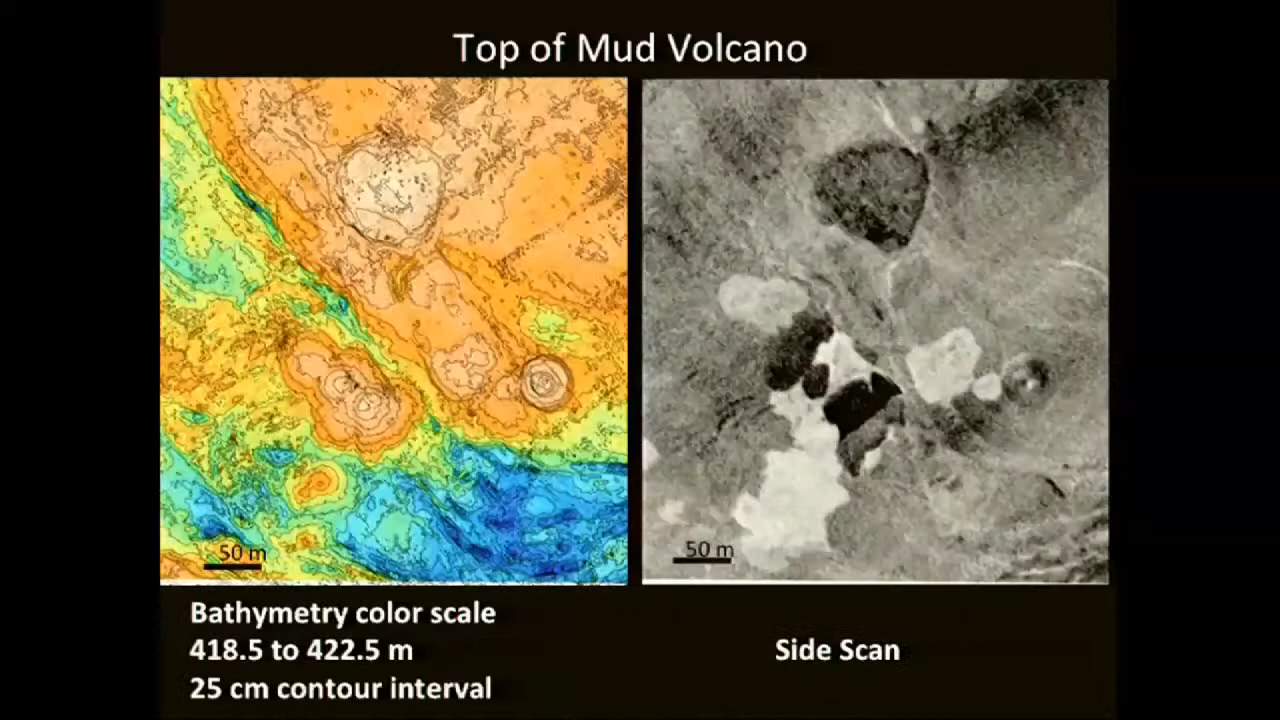 Top of Mud Volcano
50 m
50 m
Bathymetry color scale
418.5 to 422.5 m
25 cm contour interval
Side Scan